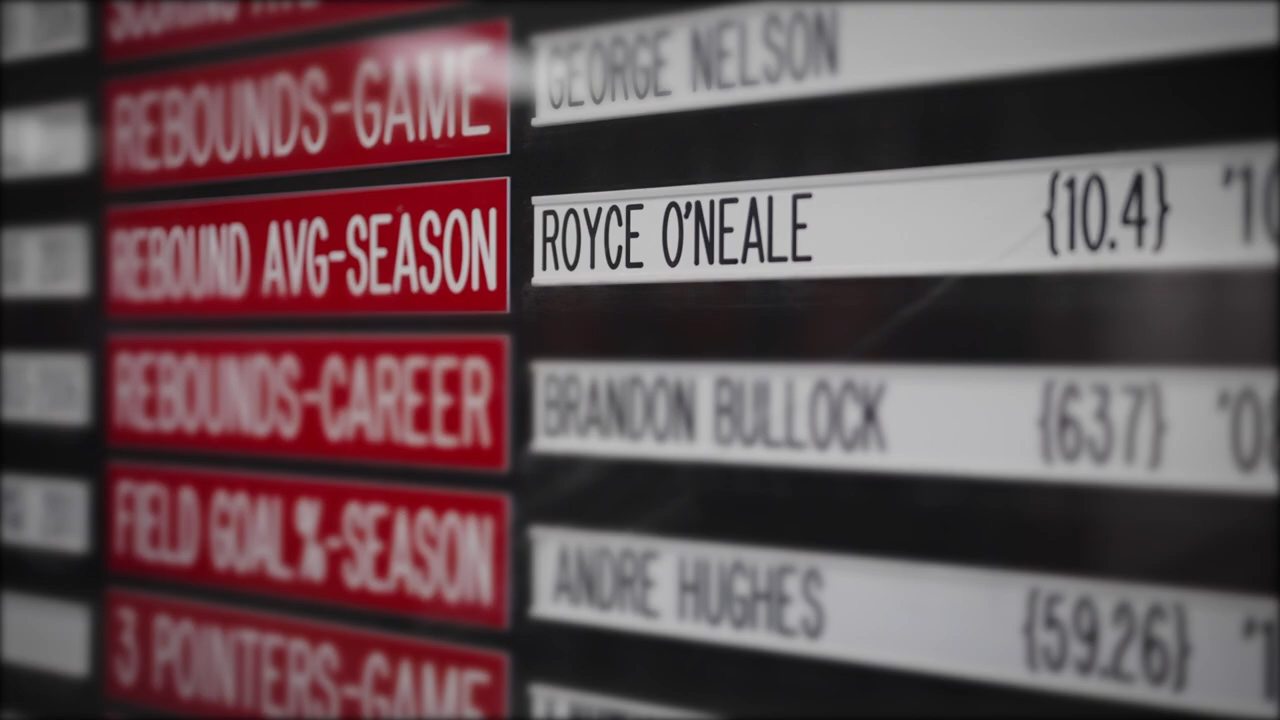 REBOUNDS-GAME GEORGE NELSON
REBOUND AVG-SEASON ROYCE O'NEALE {10.4} '10
REBOUNDS-CAREER BRANDON BULLOCK {637}
FIELD GOAL%-SEASON ANDRE HUGHES {59.26}
3 POINTERS-GAME